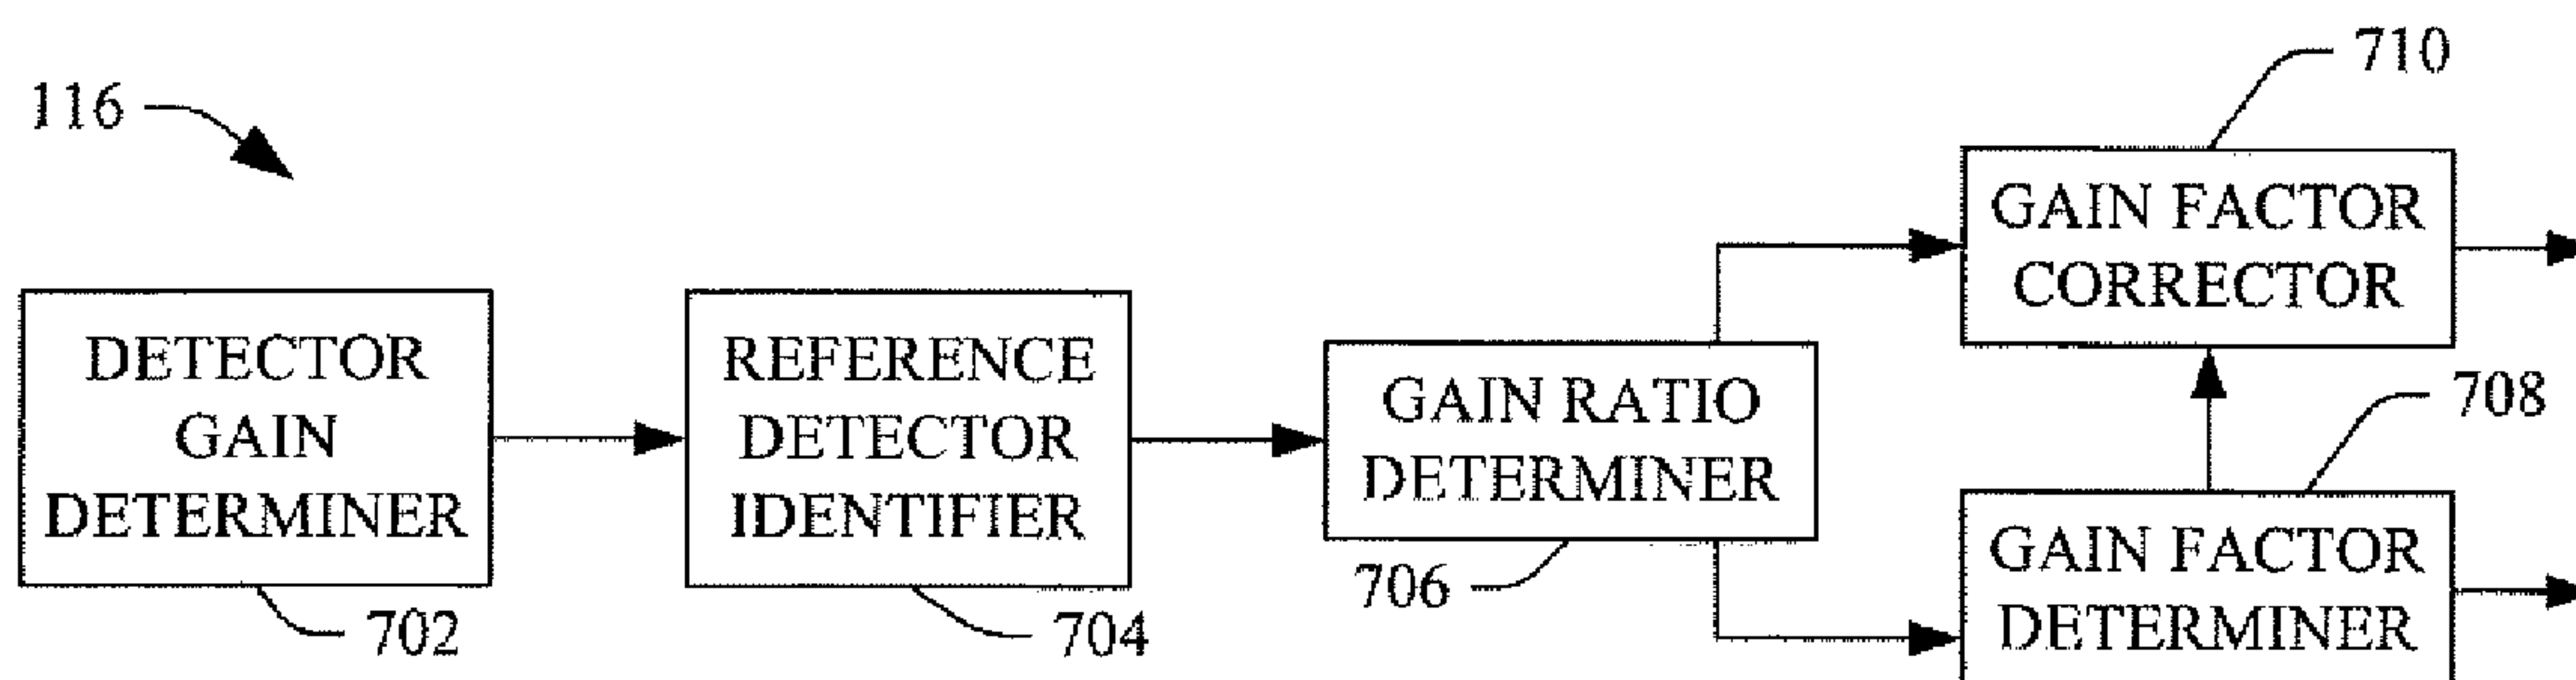 116
710
GAIN FACTOR
CORRECTOR
DETECTOR
GAIN
DETERMINER
702
REFERENCE
DETECTOR
IDENTIFIER
704
GAIN RATIO
DETERMINER
706
708
GAIN FACTOR
DETERMINER